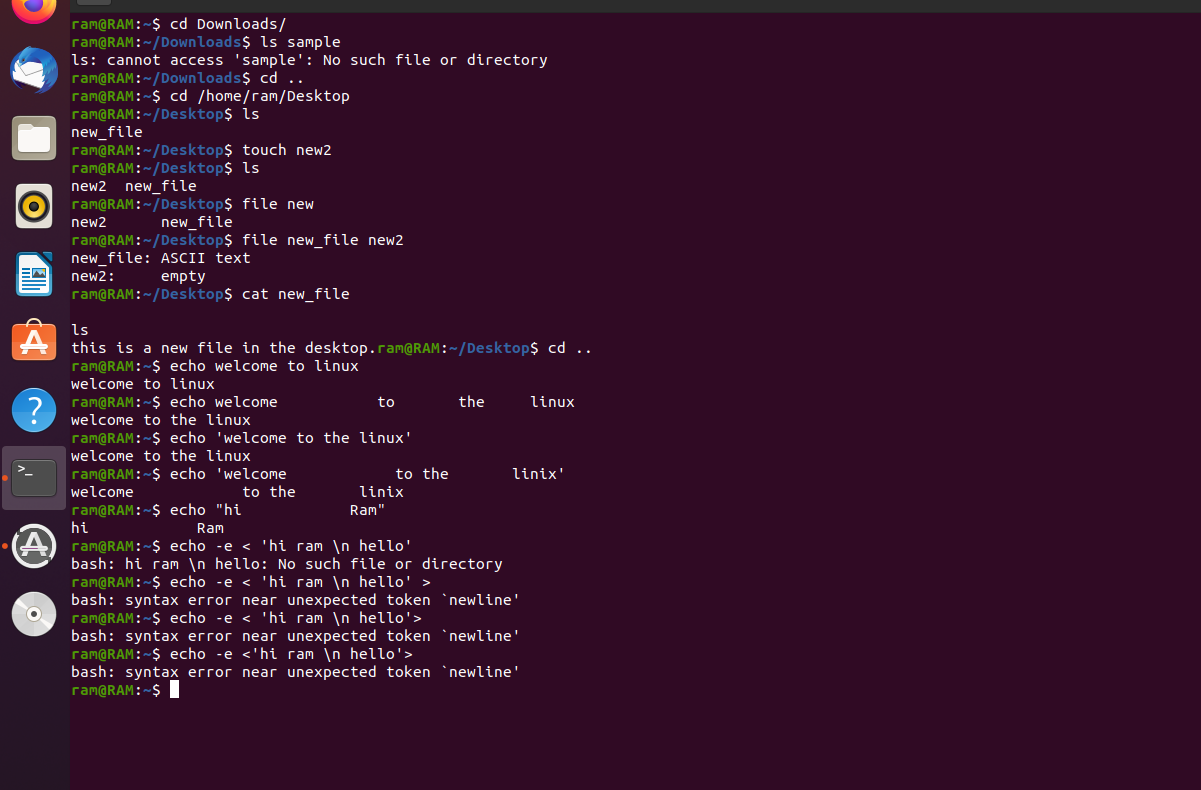 ram@RAM:~$ cd Downloads/
ram@RAM:~/Downloads$ ls sample
ls: cannot access 'sample': No such file or directory
ram@RAM:~/Downloads$ cd ..
ram@RAM:~$ cd /home/ram/Desktop
ram@RAM:~/Desktop$ ls
new_file
ram@RAM:~/Desktop$ touch new2
ram@RAM:~/Desktop$ ls
new2  new_file
ram@RAM:~/Desktop$ file new
new2      new_file
ram@RAM:~/Desktop$ file new_file new2
new_file: ASCII text
new2:     empty
ram@RAM:~/Desktop$ cat new_file

ls
this is a new file in the desktop.ram@RAM:~/Desktop$ cd ..
ram@RAM:~$ echo welcome to linux
welcome to linux
ram@RAM:~$ echo welcome           to       the     linux
welcome to the linux
ram@RAM:~$ echo 'welcome to the linux'
welcome to the linux
ram@RAM:~$ echo 'welcome            to the       linix'
welcome            to the       linix
ram@RAM:~$ echo "hi            Ram"
hi            Ram
ram@RAM:~$ echo -e < 'hi ram \n hello'
bash: hi ram \n hello: No such file or directory
ram@RAM:~$ echo -e < 'hi ram \n hello' >
bash: syntax error near unexpected token `newline'
ram@RAM:~$ echo -e < 'hi ram \n hello'>
bash: syntax error near unexpected token `newline'
ram@RAM:~$ echo -e <'hi ram \n hello'>
bash: syntax error near unexpected token `newline'
ram@RAM:~$